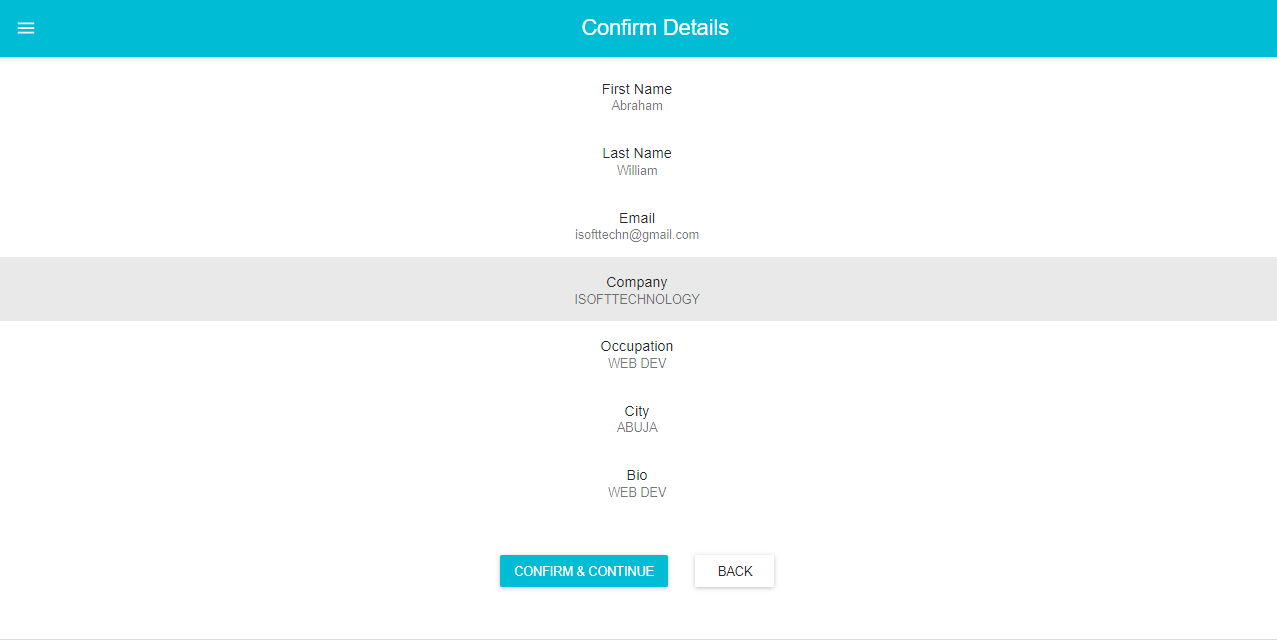 Confirm Details
First Name
Abraham
Last Name
William
Email
isofttechn@gmail.com
Company
ISOFTTECHNOLOGY
Occupation
WEB DEV
City
ABUJA
Bio
WEB DEV
CONFIRM & CONTINUE BACK